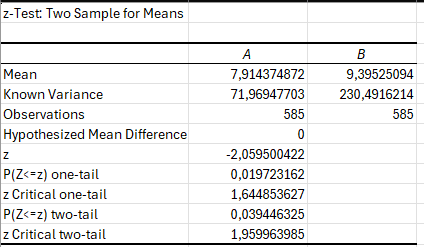 z-Test: Two Sample for Means
A B
Mean 7,914374872 9,39525094
Known Variance 71,96947703 230,4916214
Observations 585 585
Hypothesized Mean Difference 0
z -2,059500422
P(Z<=z) one-tail 0,019723162
z Critical one-tail 1,644853627
P(Z<=z) two-tail 0,039446325
z Critical two-tail 1,959963985